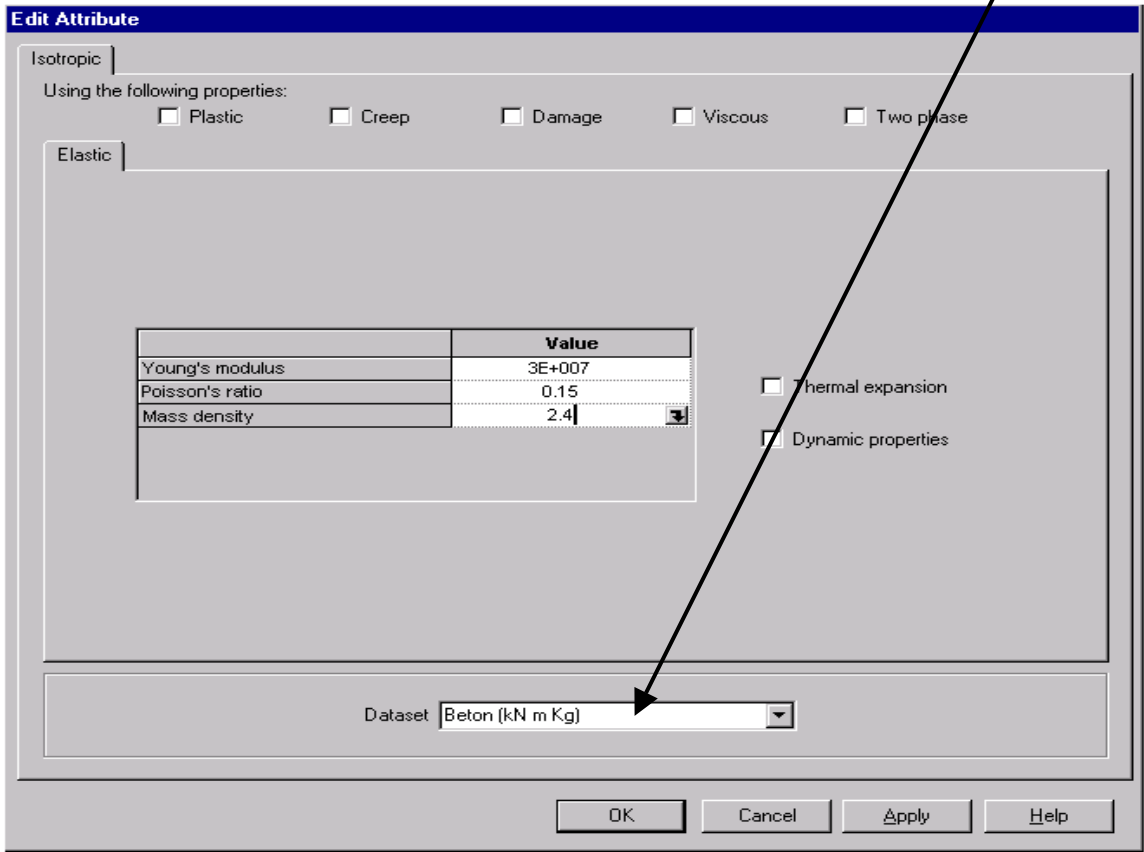 Edit Attribute
Isotropic
Using the following properties:
Plastic Creep Damage Viscous Two phase
Elastic
Value
Young's modulus 3E+007
Poisson's ratio 0.15
Mass density 2.4
Thermal expansion
Dynamic properties
Dataset Beton (kN m Kg)
OK Cancel Apply Help